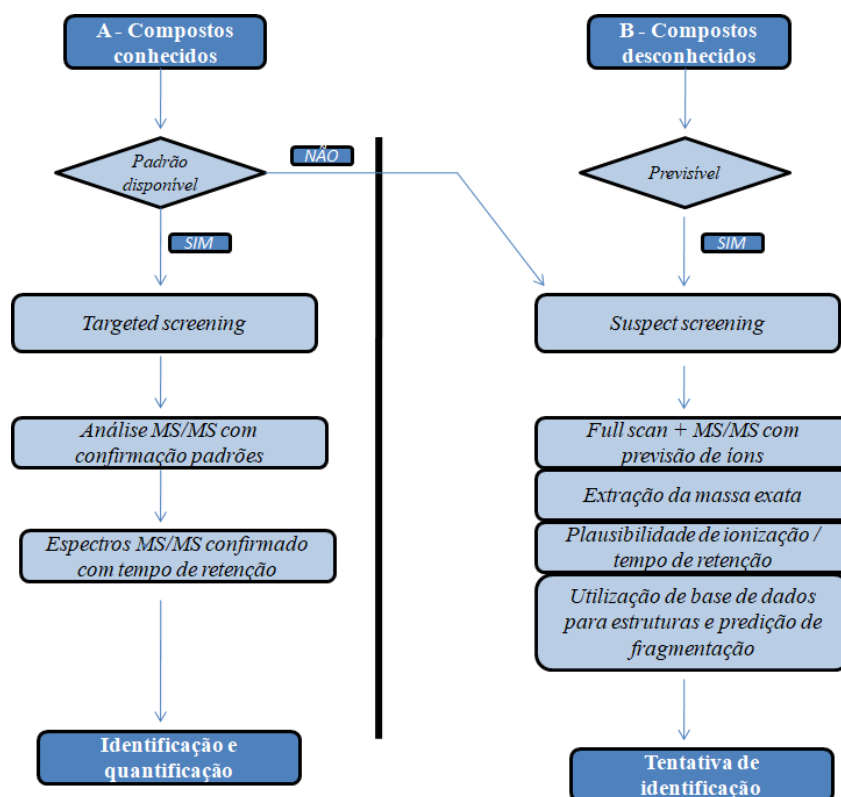 A - Compostos
conhecidos
Padrão
disponível
NÃO
SIM
Targeted screening
Análise MS/MS com
confirmação padrões
Espectros MS/MS confirmado
com tempo de retenção
Identificação e
quantificação
B - Compostos
desconhecidos
Previsível
SIM
Suspect screening
Full scan + MS/MS com
previsão de íons
Extração da massa exata
Plausibilidade de ionização /
tempo de retenção
Utilização de base de dados
para estruturas e predição de
fragmentação
Tentativa de
identificação